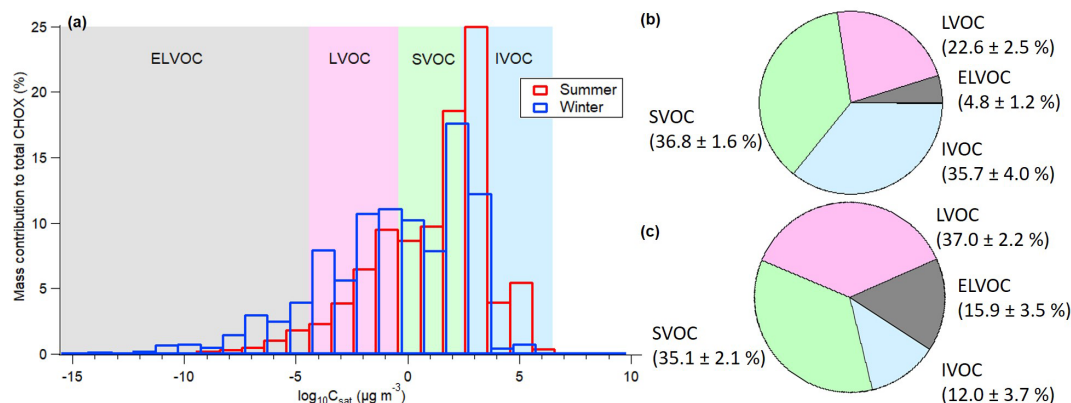 (a)
25
20
15
10
5
0
Mass contribution to total CHOX (%)
ELVOC
LVOC
SVOC
IVOC
Summer
Winter
-15
-10
-5
0
5
10
log10Csat (µg m-3)
(b)
LVOC
(22.6 ± 2.5 %)
ELVOC
(4.8 ± 1.2 %)
SVOC
(36.8 ± 1.6 %)
IVOC
(35.7 ± 4.0 %)
(c)
LVOC
(37.0 ± 2.2 %)
ELVOC
(15.9 ± 3.5 %)
SVOC
(35.1 ± 2.1 %)
IVOC
(12.0 ± 3.7 %)